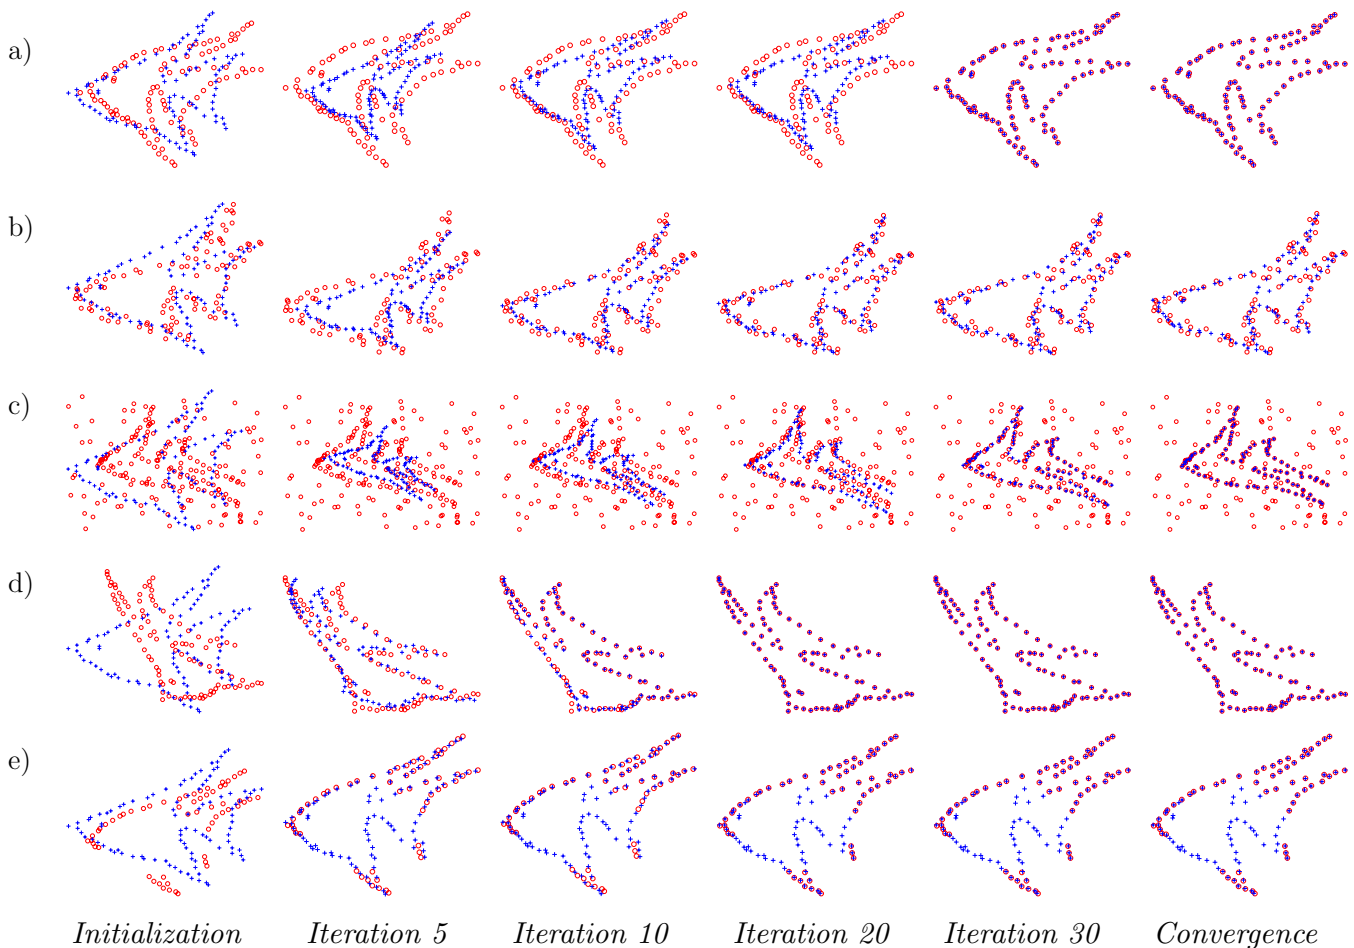 a)
b)
c)
d)
e)
Initialization Iteration 5 Iteration 10 Iteration 20 Iteration 30 Convergence